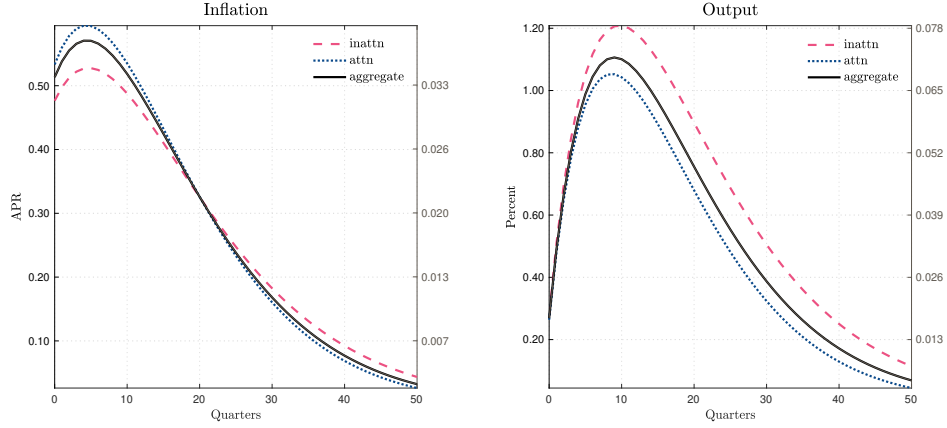 Inflation
inattn
attn
aggregate
APR
0.50
0.40
0.30
0.20
0.10
0.033
0.026
0.020
0.013
0.007
0
10
20
30
40
50
Quarters
Output
inattn
attn
aggregate
Percent
1.20
1.00
0.80
0.60
0.40
0.20
0.078
0.065
0.052
0.039
0.026
0.013
0
10
20
30
40
50
Quarters